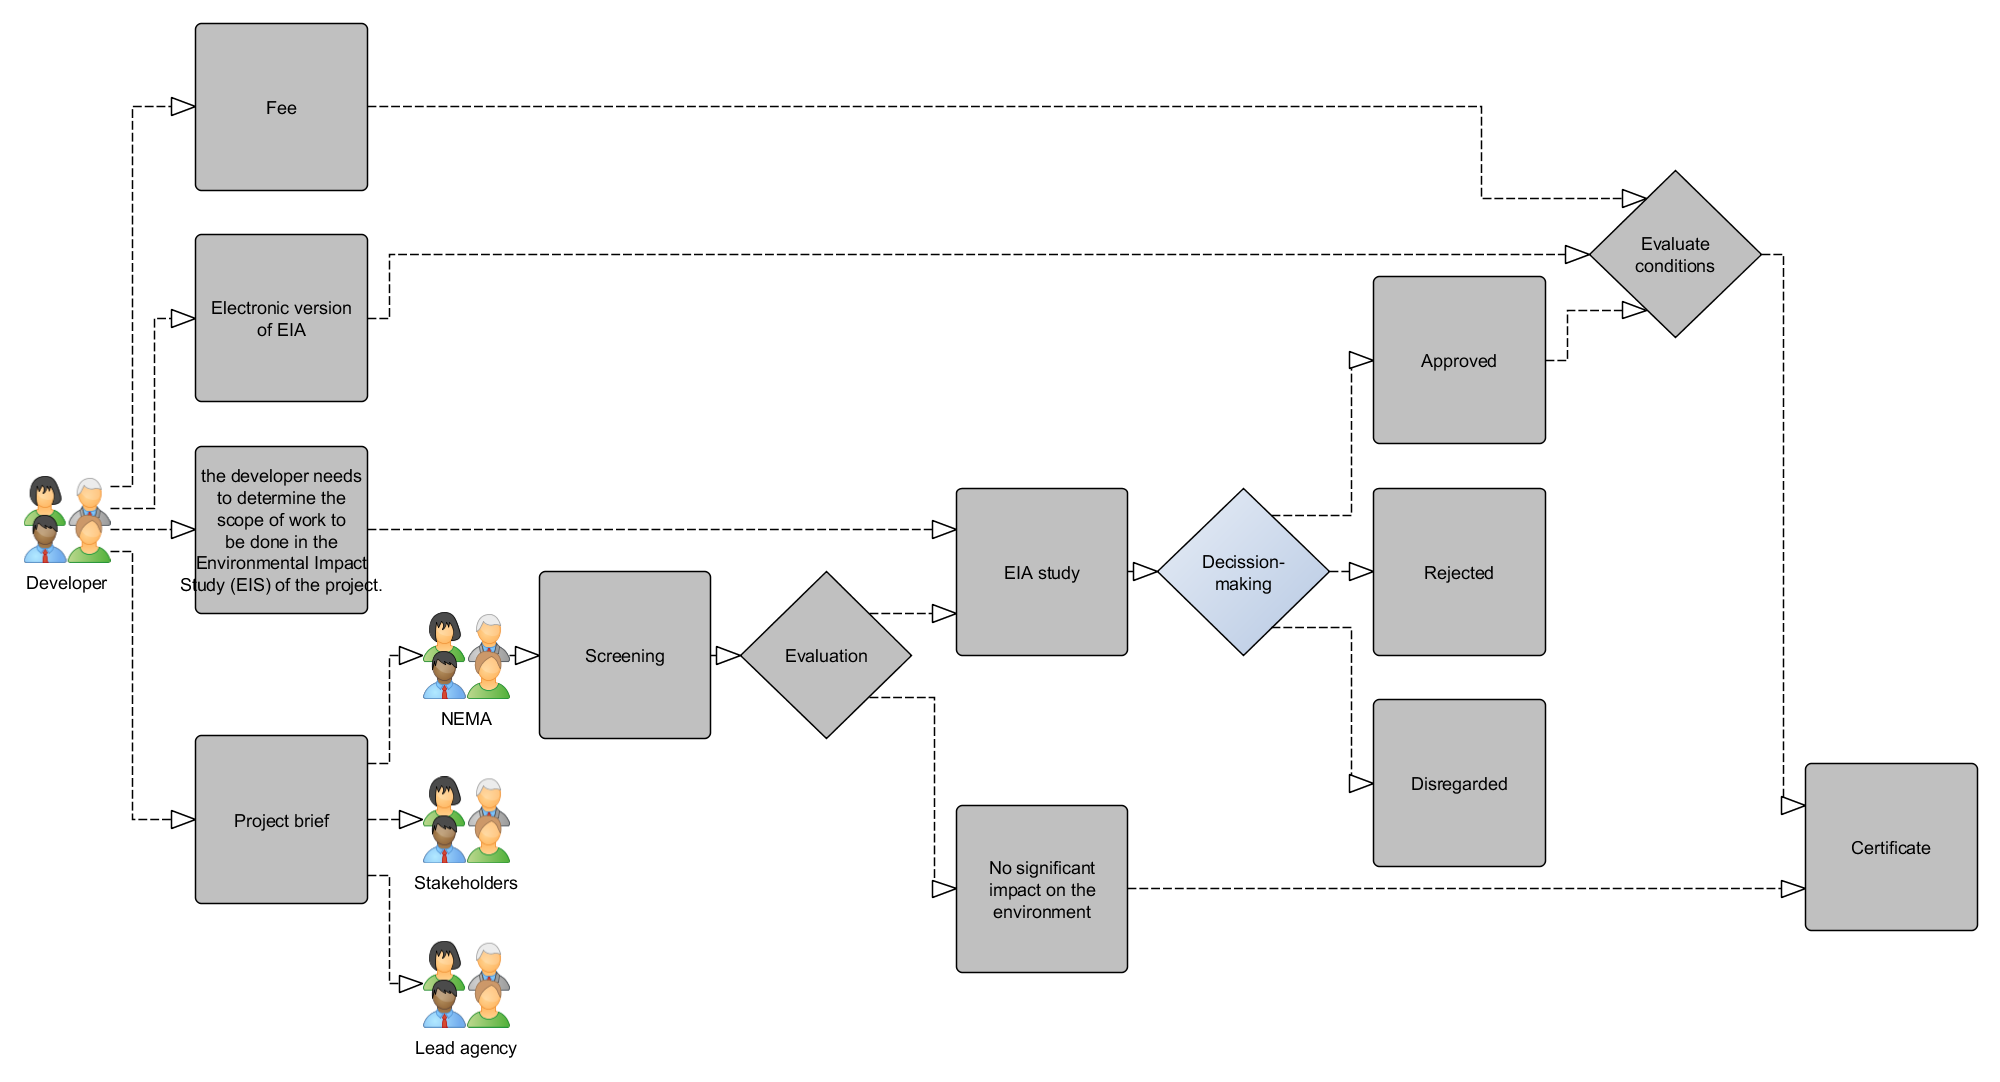 Fee
Electronic version
of EIA
the developer needs
to determine the
scope of work to
be done in the
Environmental Impact
Study (EIS) of the project.
Developer
Project brief
NEMA
Stakeholders
Lead agency
Screening
Evaluation
EIA study
No significant
impact on the
environment
Decission-
making
Approved
Rejected
Disregarded
Evaluate
conditions
Certificate